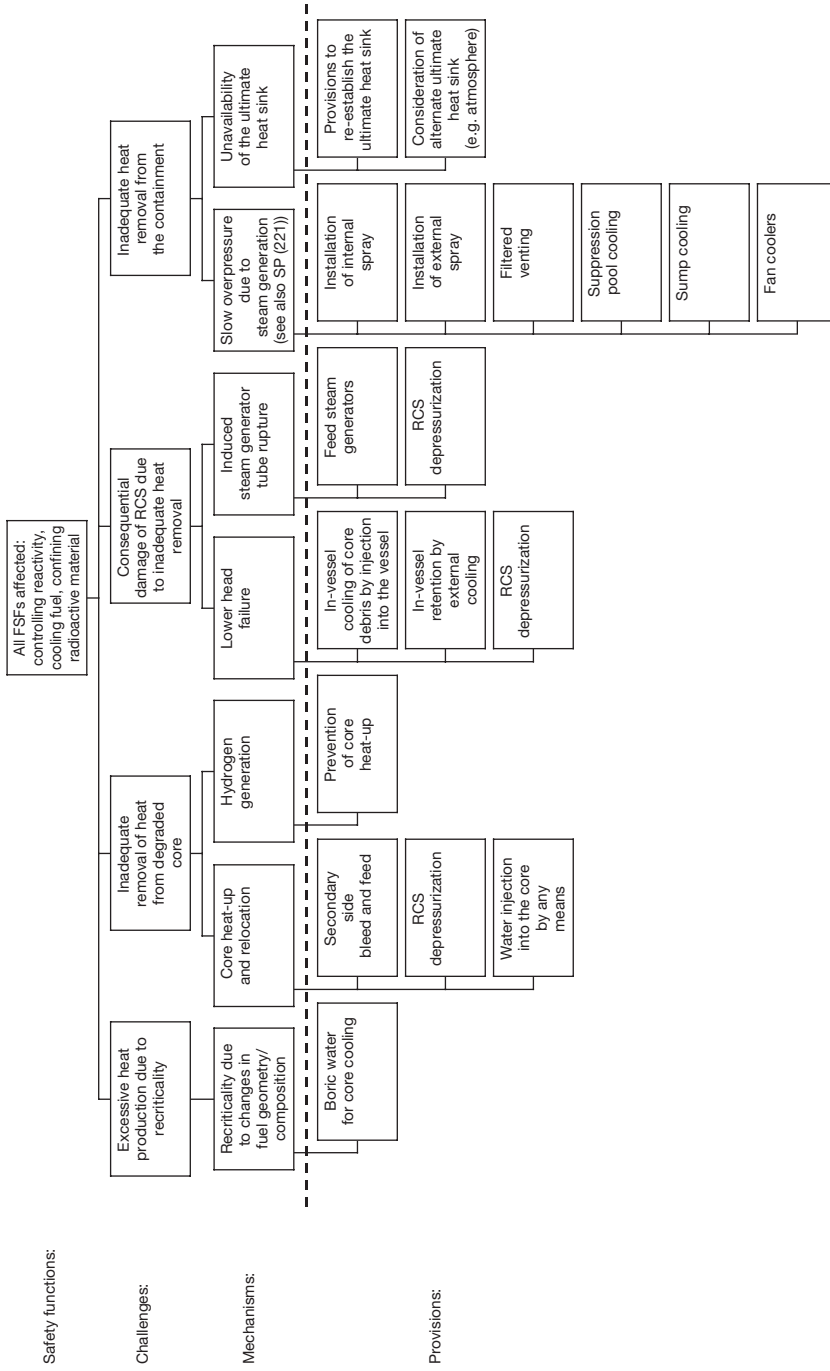 Safety functions:
All FSFs affected:
controlling reactivity,
cooling fuel, confining
radioactive material
Challenges:
Excessive heat
production due to
recriticality
Inadequate
removal of heat
from degraded
core
Consequential
damage of RCS due
to inadequate heat
removal
Inadequate heat
removal from
the containment
Mechanisms:
Recriticality due
to changes in
fuel geometry/
composition
Core heat-up
and relocation
Hydrogen
generation
Lower head
failure
Induced
steam generator
tube rupture
Slow overpressure
due to
steam generation
(see also SP (221))
Unavailability
of the ultimate
heat sink
Provisions:
Boric water
for core cooling
Secondary
side
bleed and feed
RCS
depressurization
Water injection
into the core
by any
means
Prevention
of core
heat-up
In-vessel
cooling of core
debris by injection
into the vessel
In-vessel
retention by
external
cooling
RCS
depressurization
Feed steam
generators
RCS
depressurization
Installation
of internal
spray
Installation
of external
spray
Filtered
venting
Suppression
pool cooling
Sump cooling
Fan coolers
Provisions to
re-establish the
ultimate heat sink
Consideration of
alternate ultimate
heat sink
(e.g. atmosphere)